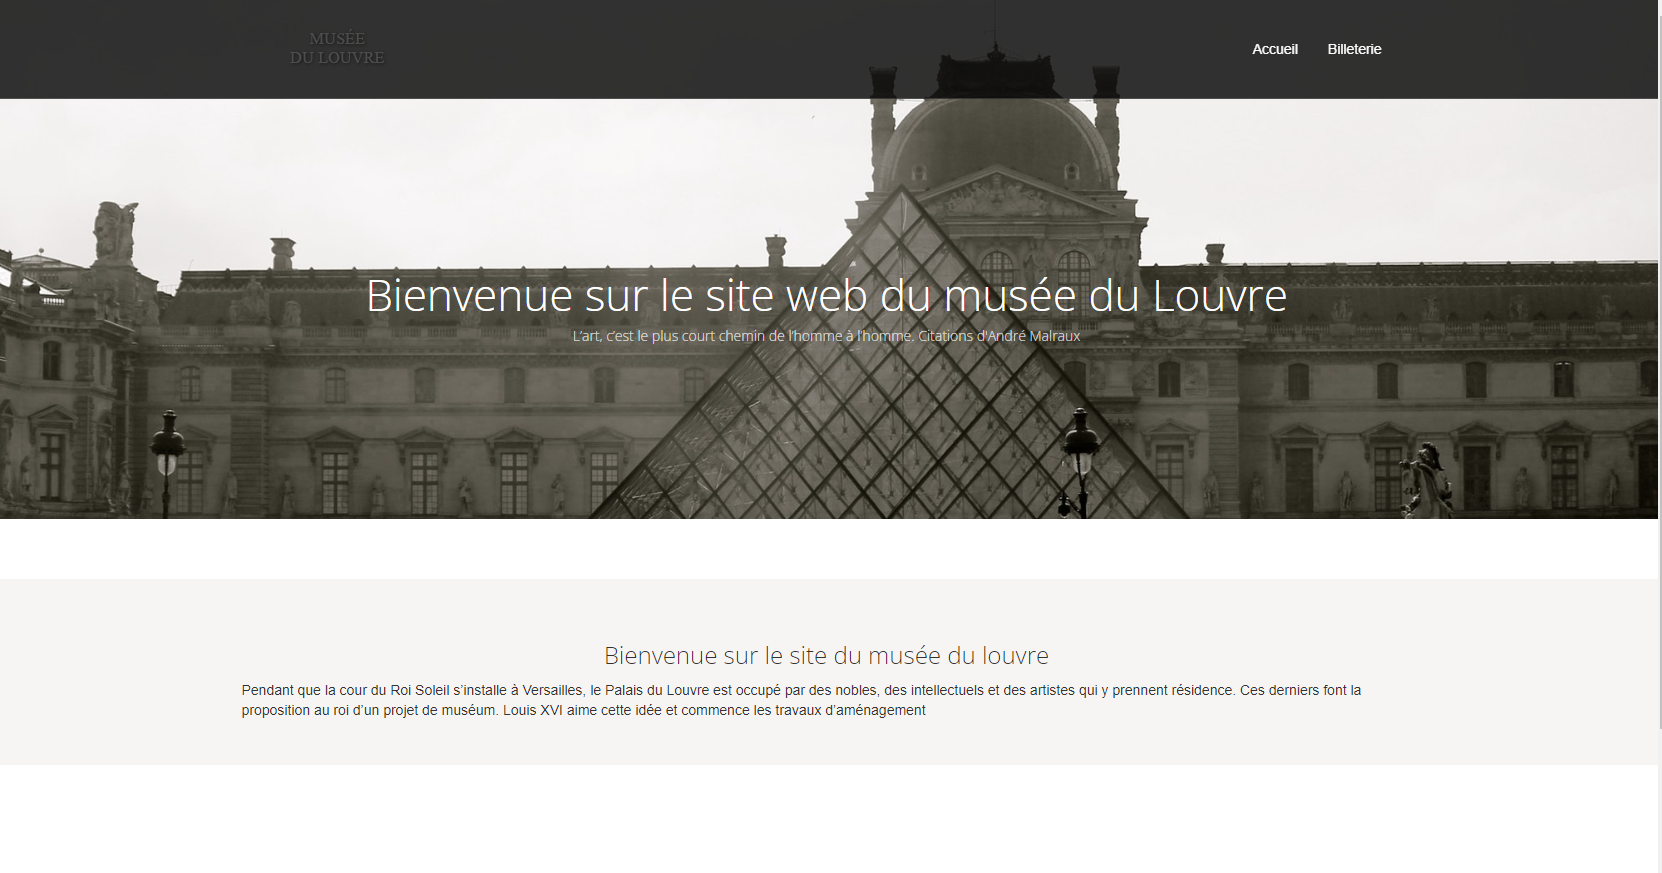 MUSÉE
DU LOUVRE
Accueil Billeterie
Bienvenue sur le site web du musée du Louvre
L’art, c’est le plus court chemin de l’homme à l’homme. Citations d'André Malraux
Bienvenue sur le site du musée du louvre
Pendant que la cour du Roi Soleil s’installe à Versailles, le Palais du Louvre est occupé par des nobles, des intellectuels et des artistes qui y prennent résidence. Ces derniers font la
proposition au roi d’un projet de muséum. Louis XVI aime cette idée et commence les travaux d’aménagement